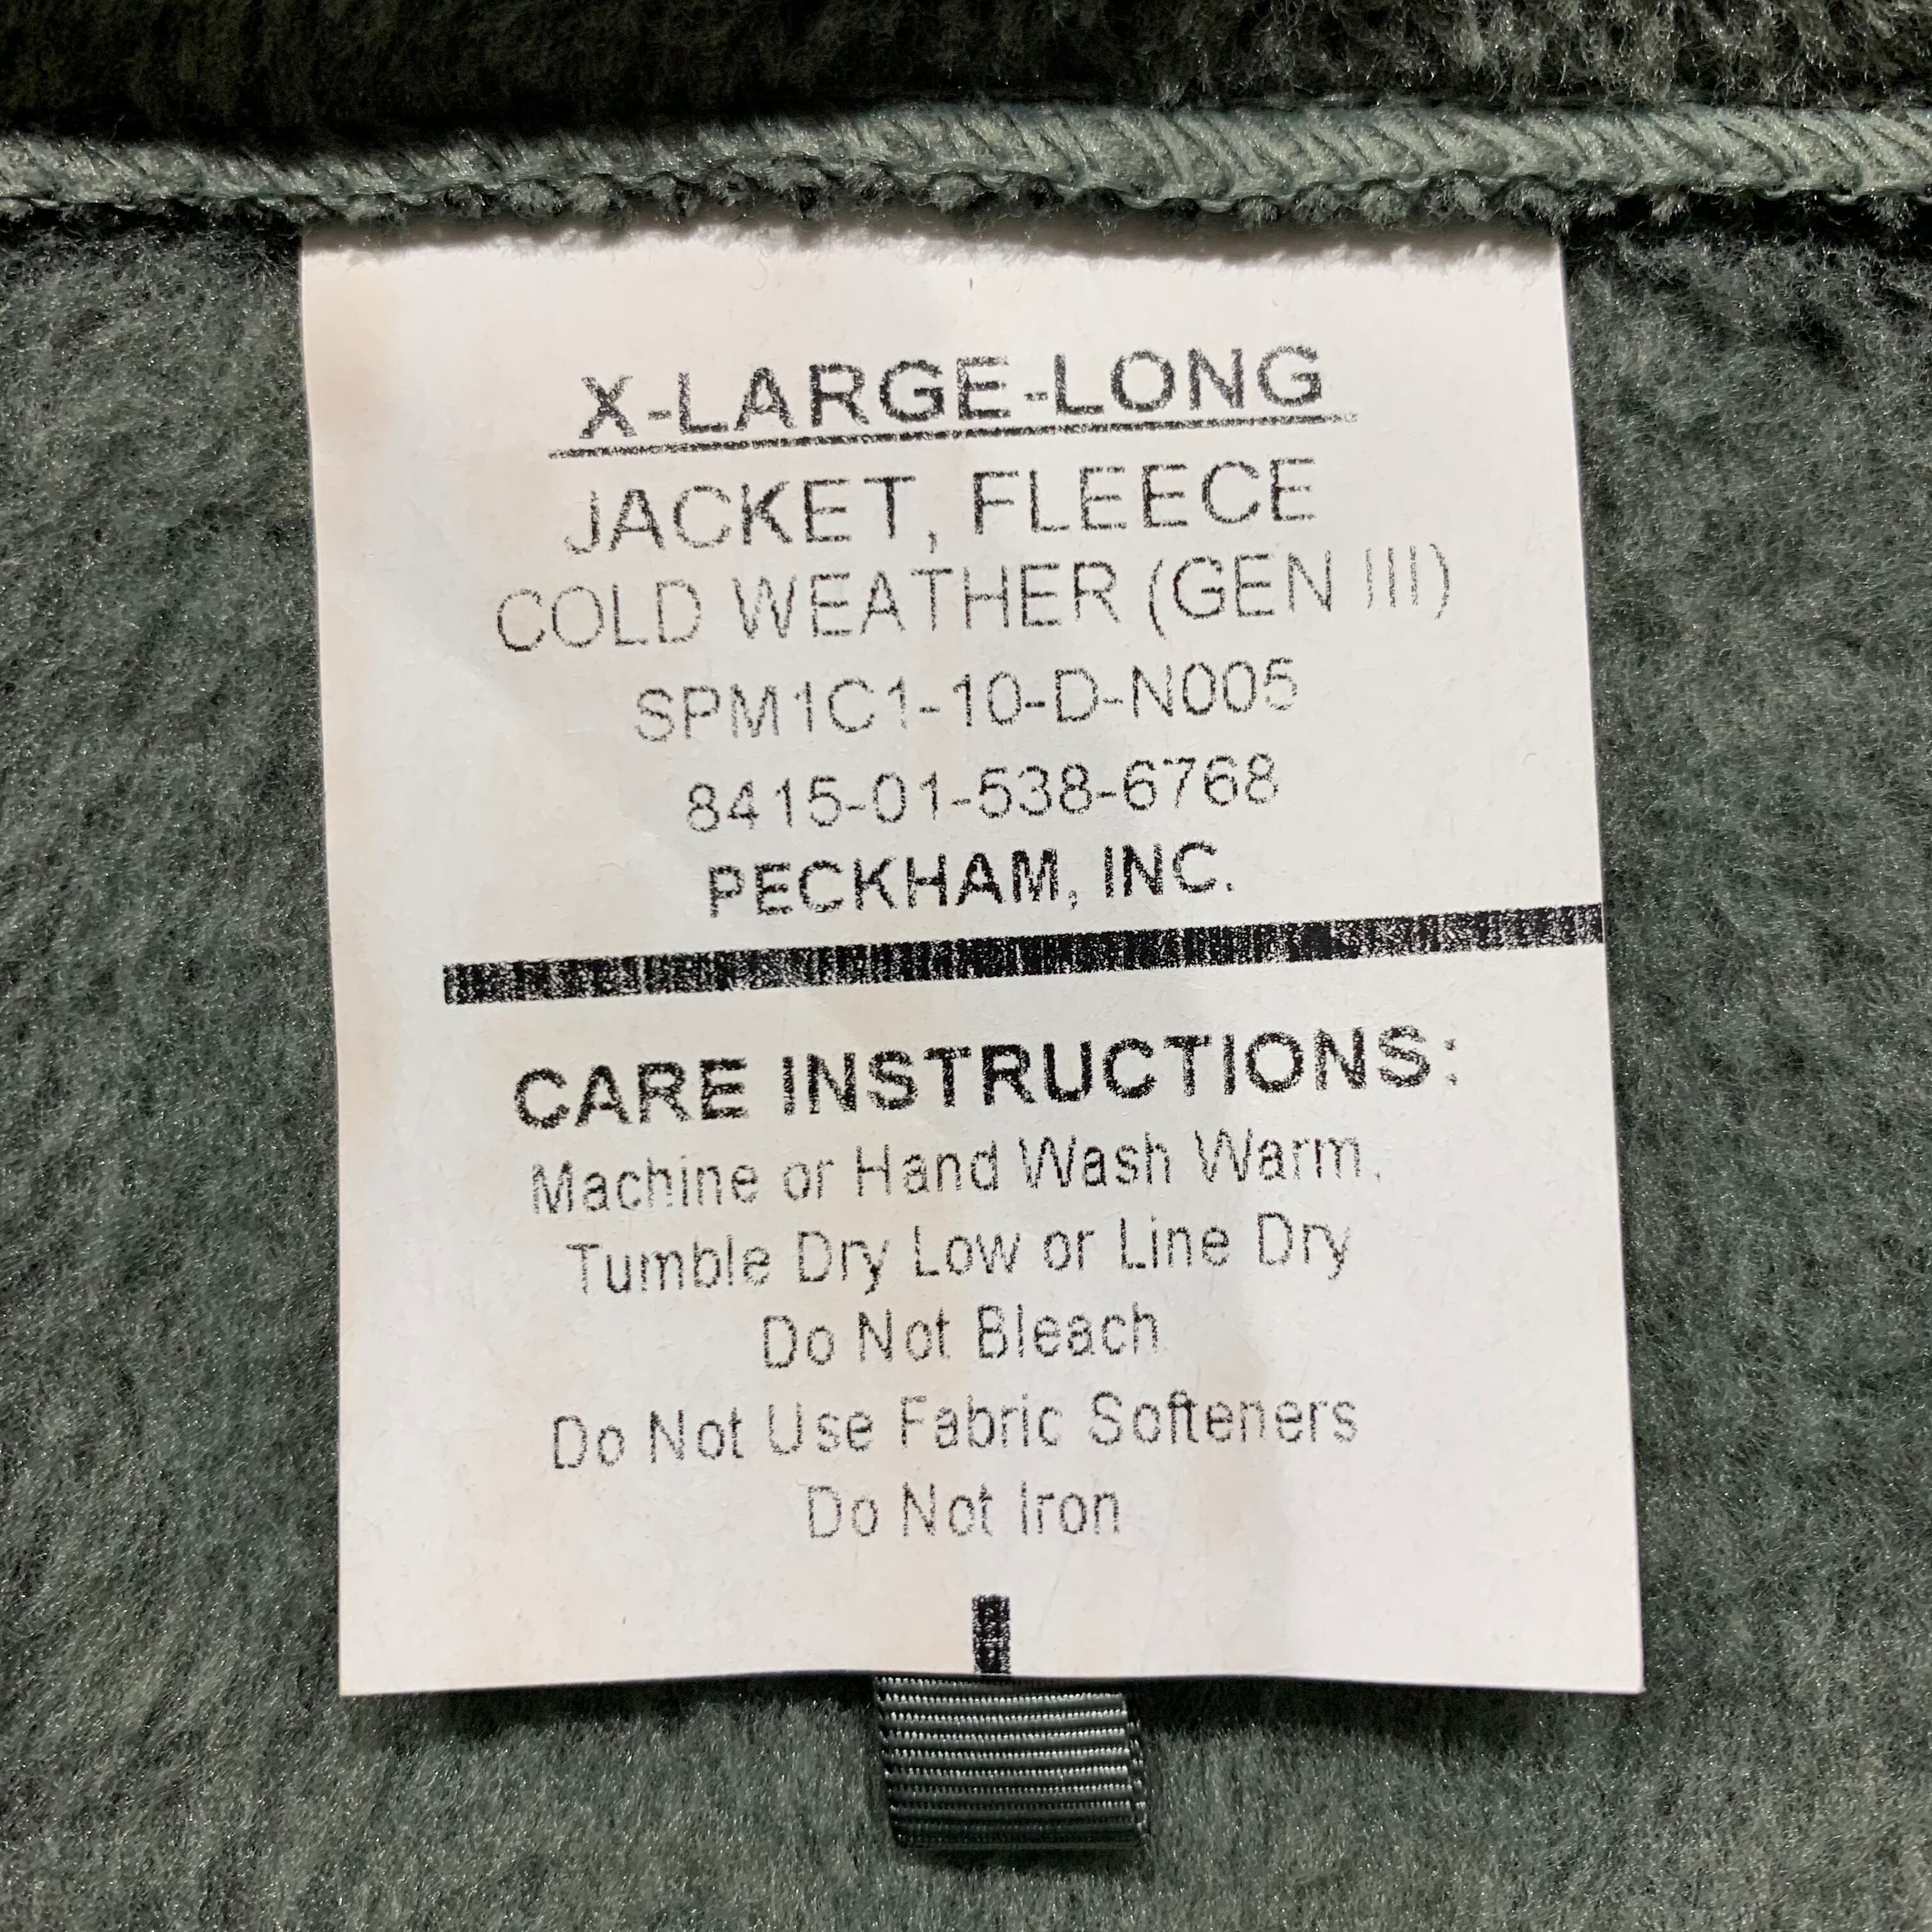 X-LARGE-LONG
JACKET, FLEECE
COLD WEATHER (GEN III)
SPM1C1-10-D-N005
8415-01-538-6768
PECKHAM, INC.
CARE INSTRUCTIONS:
Machine or Hand Wash Warm,
Tumble Dry Low or Line Dry
Do Not Bleach
Do Not Use Fabric Softeners
Do Not Iron